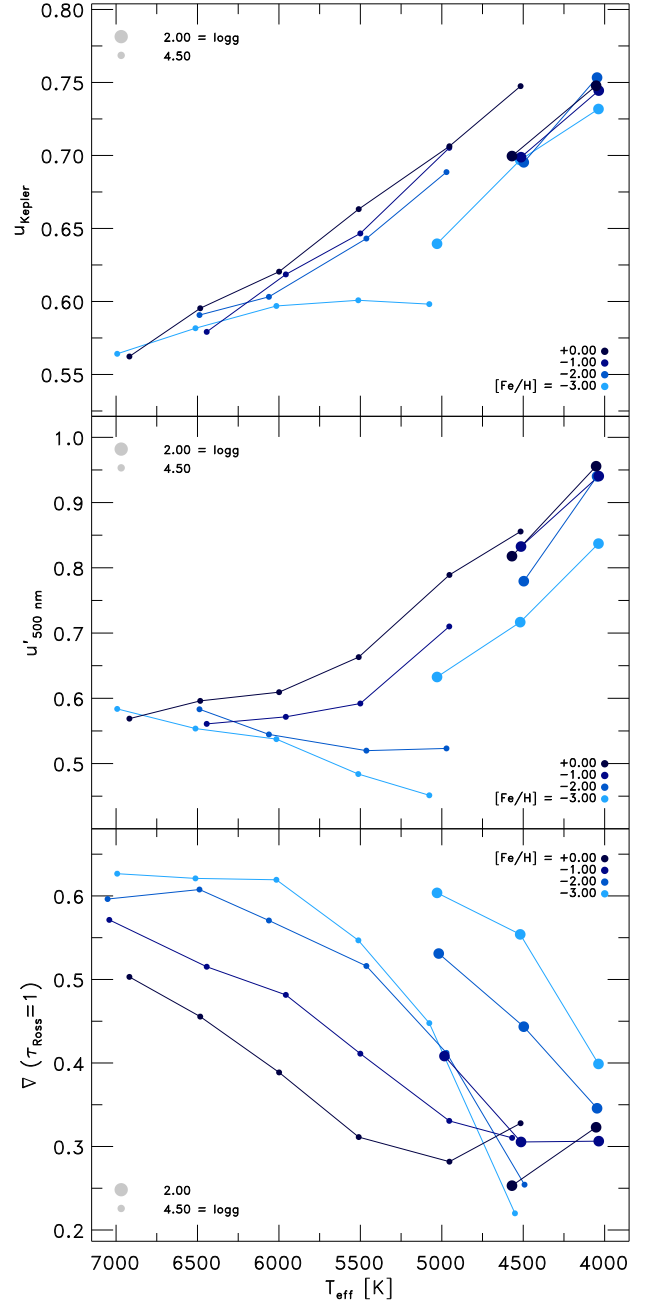 0.80
2.00 = logg
4.50
0.75
0.70
u_Kepler
0.65
0.60
0.55
+0.00
-1.00
-2.00
[Fe/H] = -3.00
1.0
2.00 = logg
4.50
0.9
0.8
u'_500 nm
0.7
0.6
0.5
+0.00
-1.00
-2.00
[Fe/H] = -3.00
[Fe/H] = +0.00
-1.00
-2.00
-3.00
0.6
0.5
∇ (τ_Ross=1)
0.4
0.3
2.00
4.50 = logg
0.2
7000 6500 6000 5500 5000 4500 4000
T_eff [K]